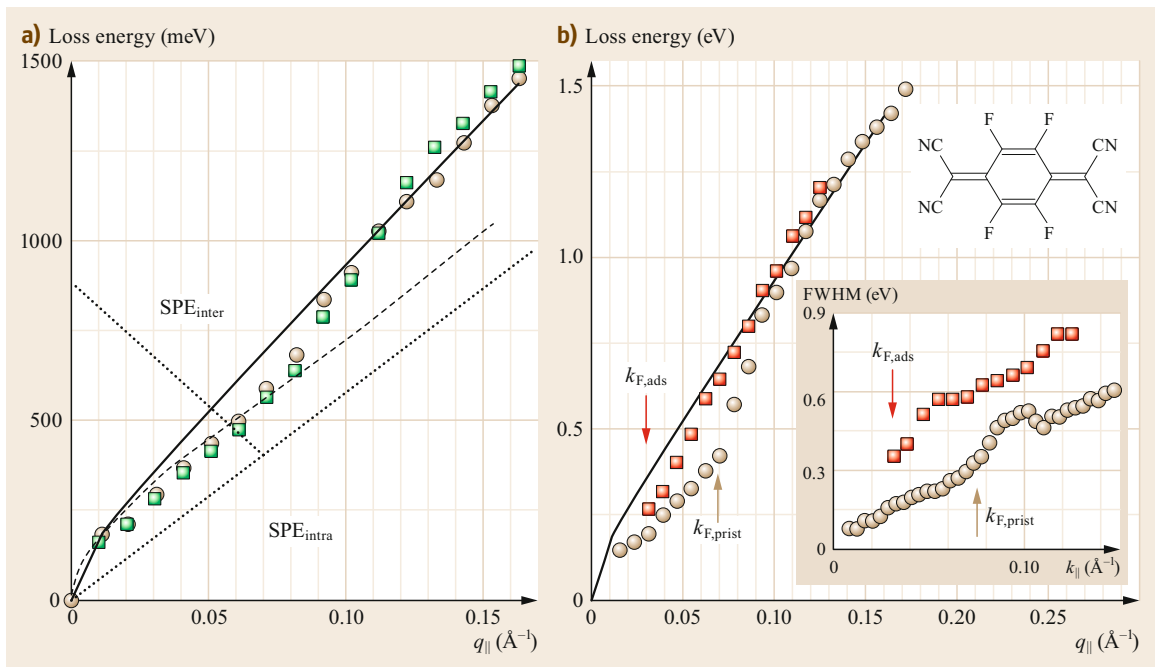 a) Loss energy (meV)
1500
1000
500
0
SPEinter
SPEintra
0 0.05 0.10 0.15
q|| (Å⁻¹)
b) Loss energy (eV)
1.5
1.0
0.5
0
kF,ads
kF,prist
0 0.05 0.10 0.15 0.20 0.25
q|| (Å⁻¹)
F F
NC CN
NC CN
F F
FWHM (eV)
0.9
0.6
0.3
0
kF,ads
kF,prist
0 0.10
k|| (Å⁻¹)